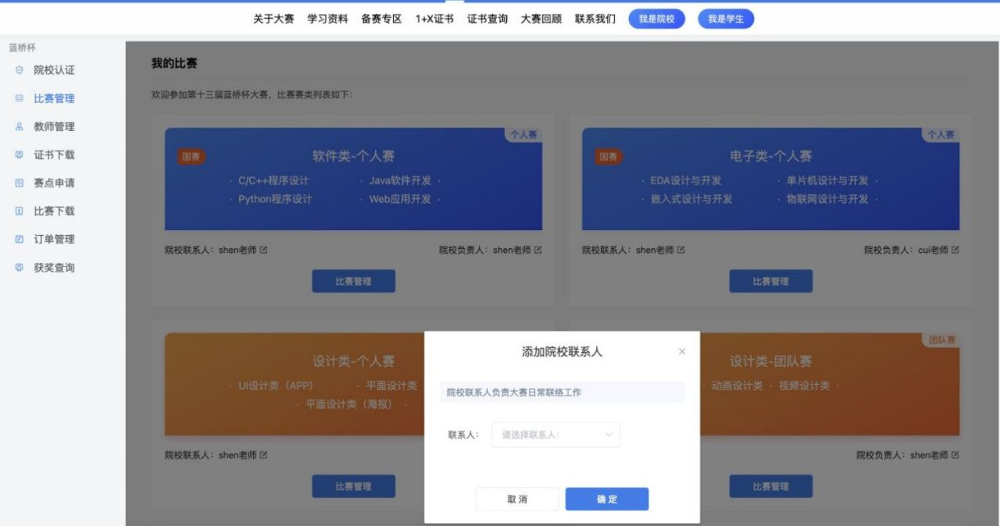 关于大赛 学习资料 备赛专区 1+X证书 证书查询 大赛回顾 联系我们 我是院校 我是学生
蓝桥杯
院校认证
比赛管理
教师管理
证书下载
赛点申请
比赛下载
订单管理
获奖查询
我的比赛
欢迎参加第十三届蓝桥杯大赛，比赛赛类列表如下：
个人赛
国赛 软件类-个人赛
· C/C++程序设计 · Java软件开发 ·
· Python程序设计 · Web应用开发 ·
院校联系人：shen老师 院校负责人：shen老师
比赛管理
个人赛
国赛 电子类-个人赛
· EDA设计与开发 · 单片机设计与开发 ·
· 嵌入式设计与开发 · 物联网设计与开发 ·
院校联系人：shen老师 院校负责人：cui老师
比赛管理
设计类-个人赛
· UI设计类（APP） · 平面设计类
· 平面设计类（海报） ·
院校联系人：shen老师
比赛管理
团队赛
设计类-团队赛
· 动画设计类 · 视频设计类 ·
院校负责人：shen老师
比赛管理
添加院校联系人
院校联系人负责大赛日常联络工作
联系人： 请选择联系人：
取消 确定